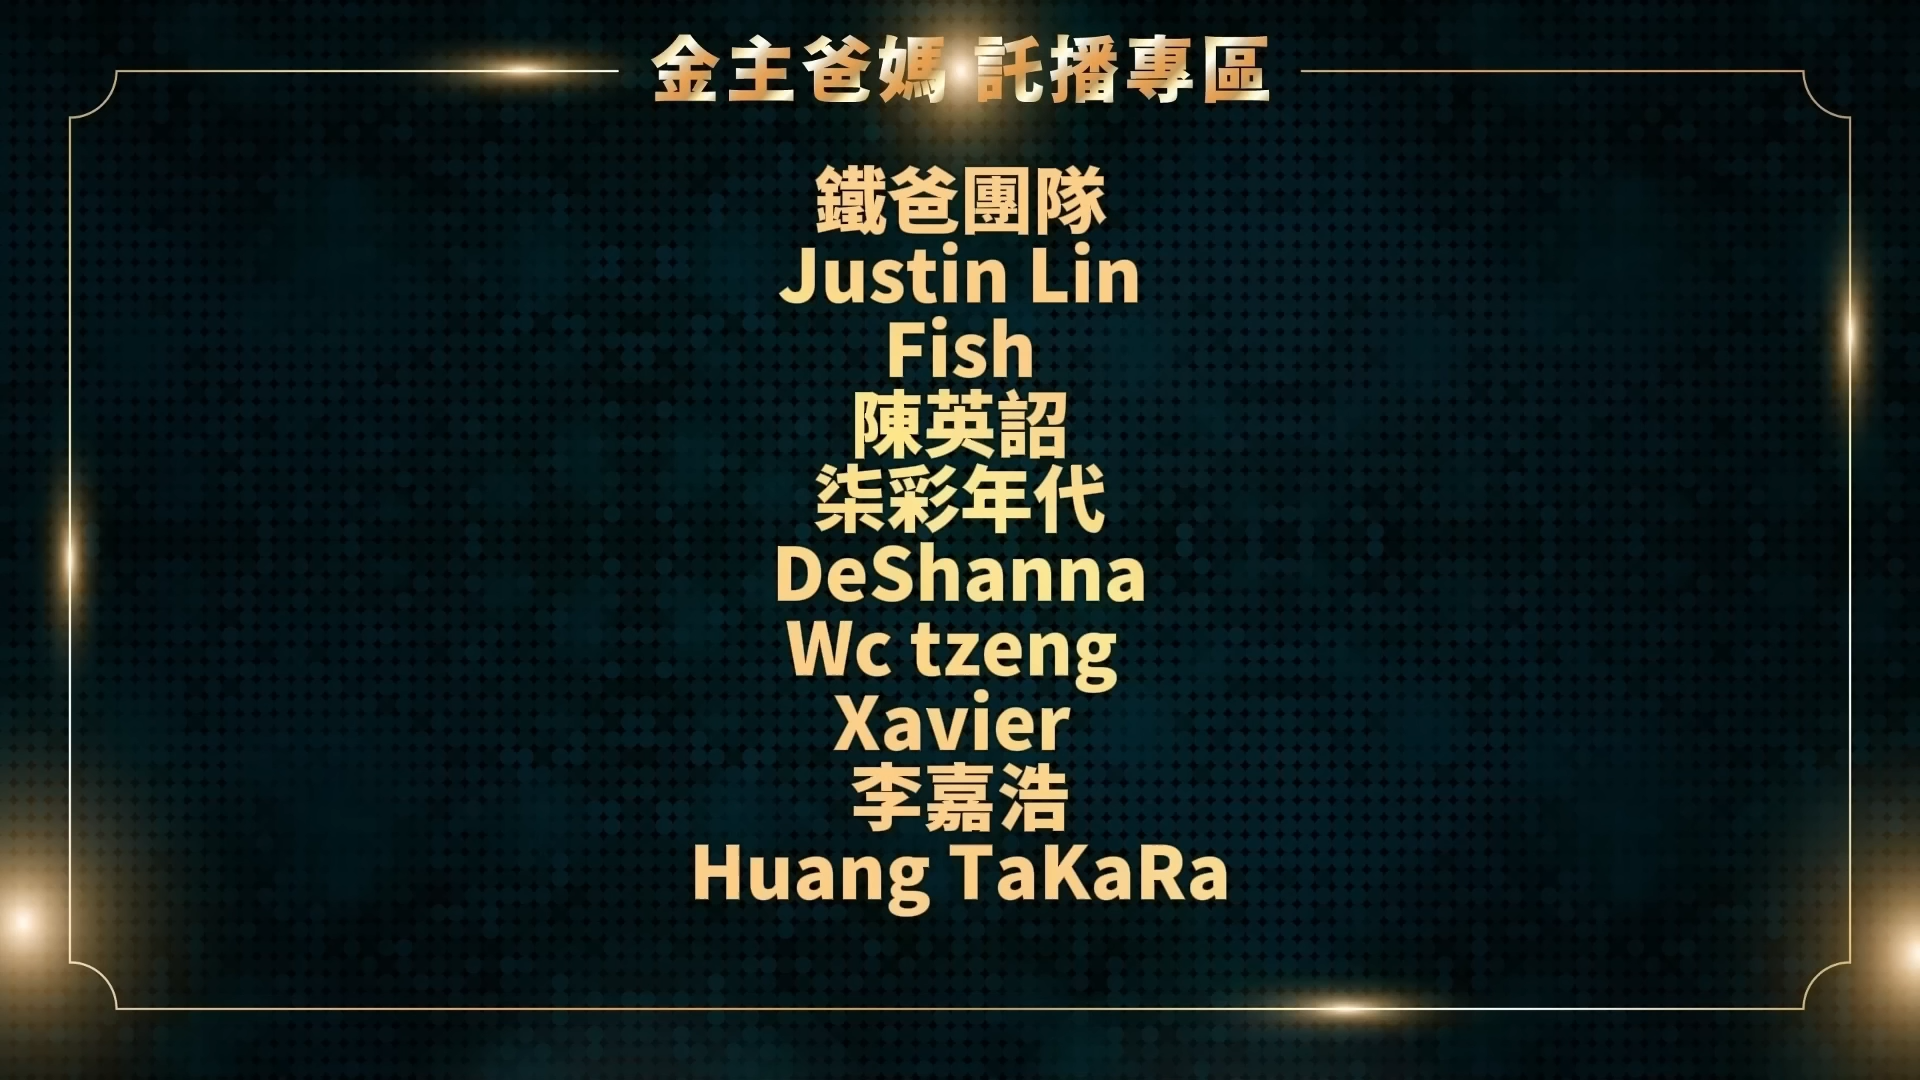 金主爸媽 託播專區
鐵爸團隊
Justin Lin
Fish
陳英詔
柒彩年代
DeShanna
Wc tzeng
Xavier
李嘉浩
Huang TaKaRa